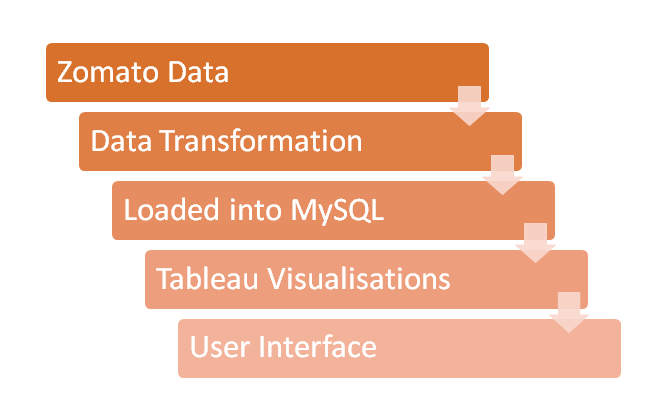 Zomato Data
Data Transformation
Loaded into MySQL
Tableau Visualisations
User Interface